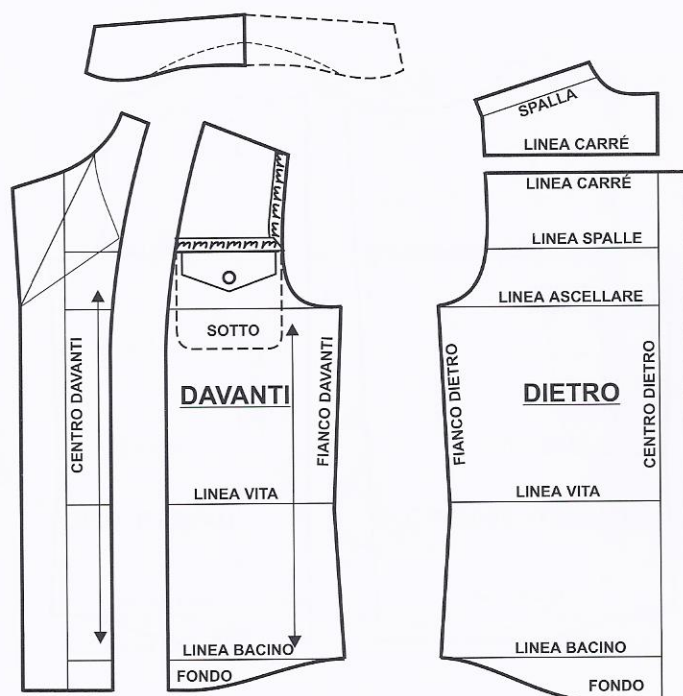 SPALLA
LINEA CARRÉ
LINEA CARRÉ
LINEA SPALLE
LINEA ASCELLARE
SOTTO
CENTRO DAVANTI
DAVANTI
FIANCO DAVANTI
FIANCO DIETRO
DIETRO
CENTRO DIETRO
LINEA VITA
LINEA VITA
LINEA BACINO
LINEA BACINO
FONDO
FONDO